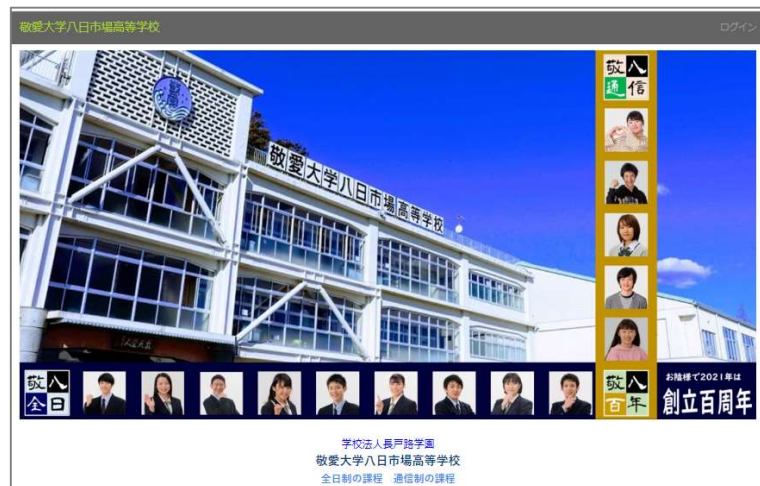 敬愛大学八日市場高等学校
ログイン
敬八
通信
敬愛大学八日市場高等学校
敬八
全日
敬八
百年
お陰様で2021年は
創立百周年
学校法人長戸路学園
敬愛大学八日市場高等学校
全日制の課程 通信制の課程